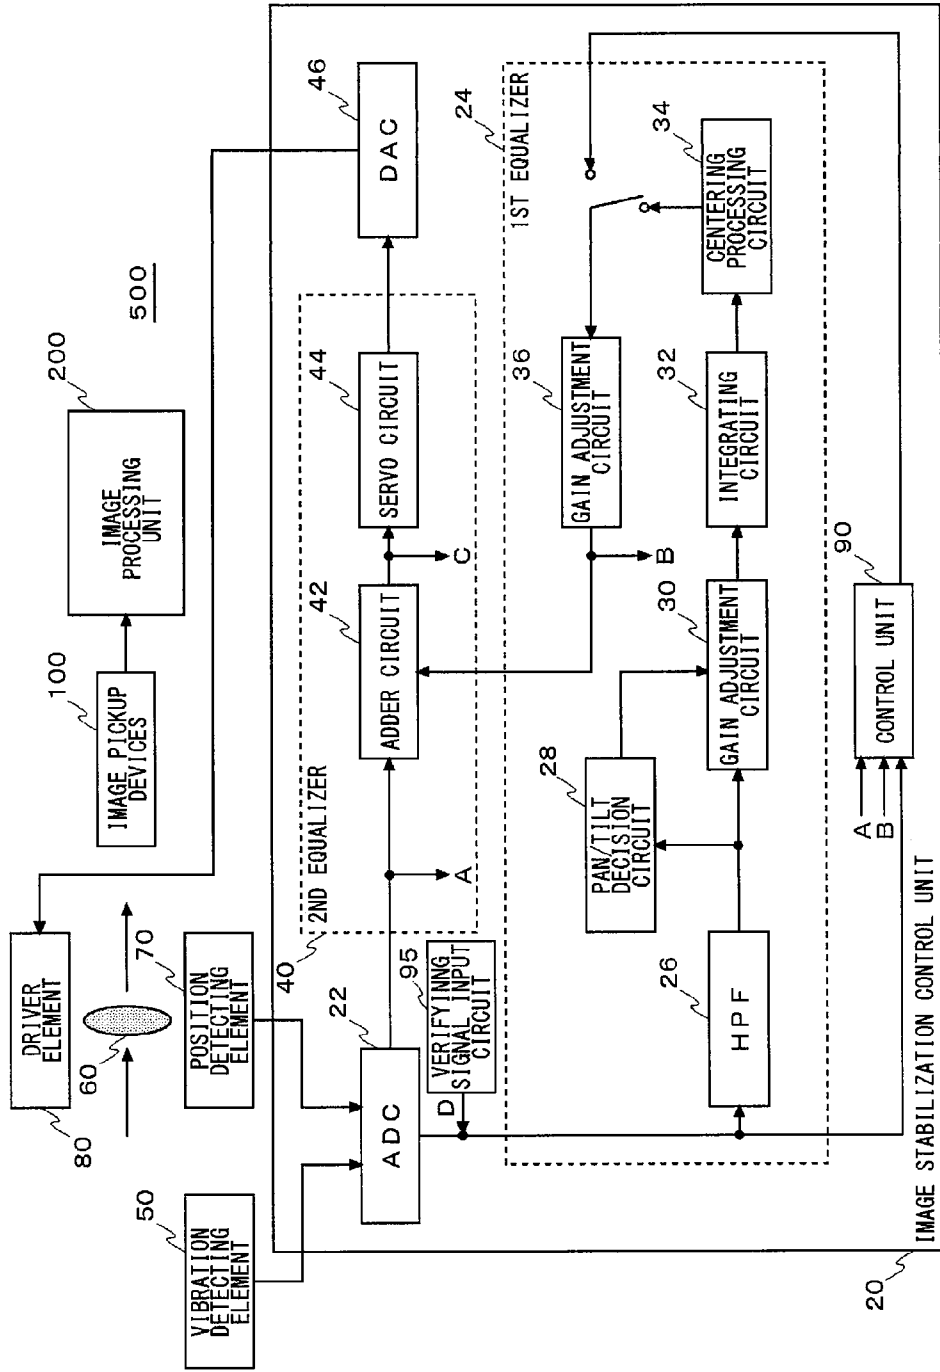 500
50
VIBRATION
DETECTING
ELEMENT
80
DRIVER
ELEMENT
60
70
POSITION
DETECTING
ELEMENT
100
IMAGE PICKUP
DEVICES
200
IMAGE
PROCESSING
UNIT
22
ADC
40
2ND EQUALIZER
A
42
ADDER CIRCUIT
C
44
SERVO CIRCUIT
46
DAC
95
VERIFYINNG
SIGNAL INPUT
CIRCUIT
D
24
1ST EQUALIZER
26
HPF
28
PAN/TILT
DECISION
CIRCUIT
30
GAIN ADJUSTMENT
CIRCUIT
32
INTEGRATING
CIRCUIT
34
CENTERING
PROCESSING
CIRCUIT
36
GAIN ADJUSTMENT
CIRCUIT
B
90
CONTROL UNIT
A
B
20
IMAGE STABILIZATION CONTROL UNIT